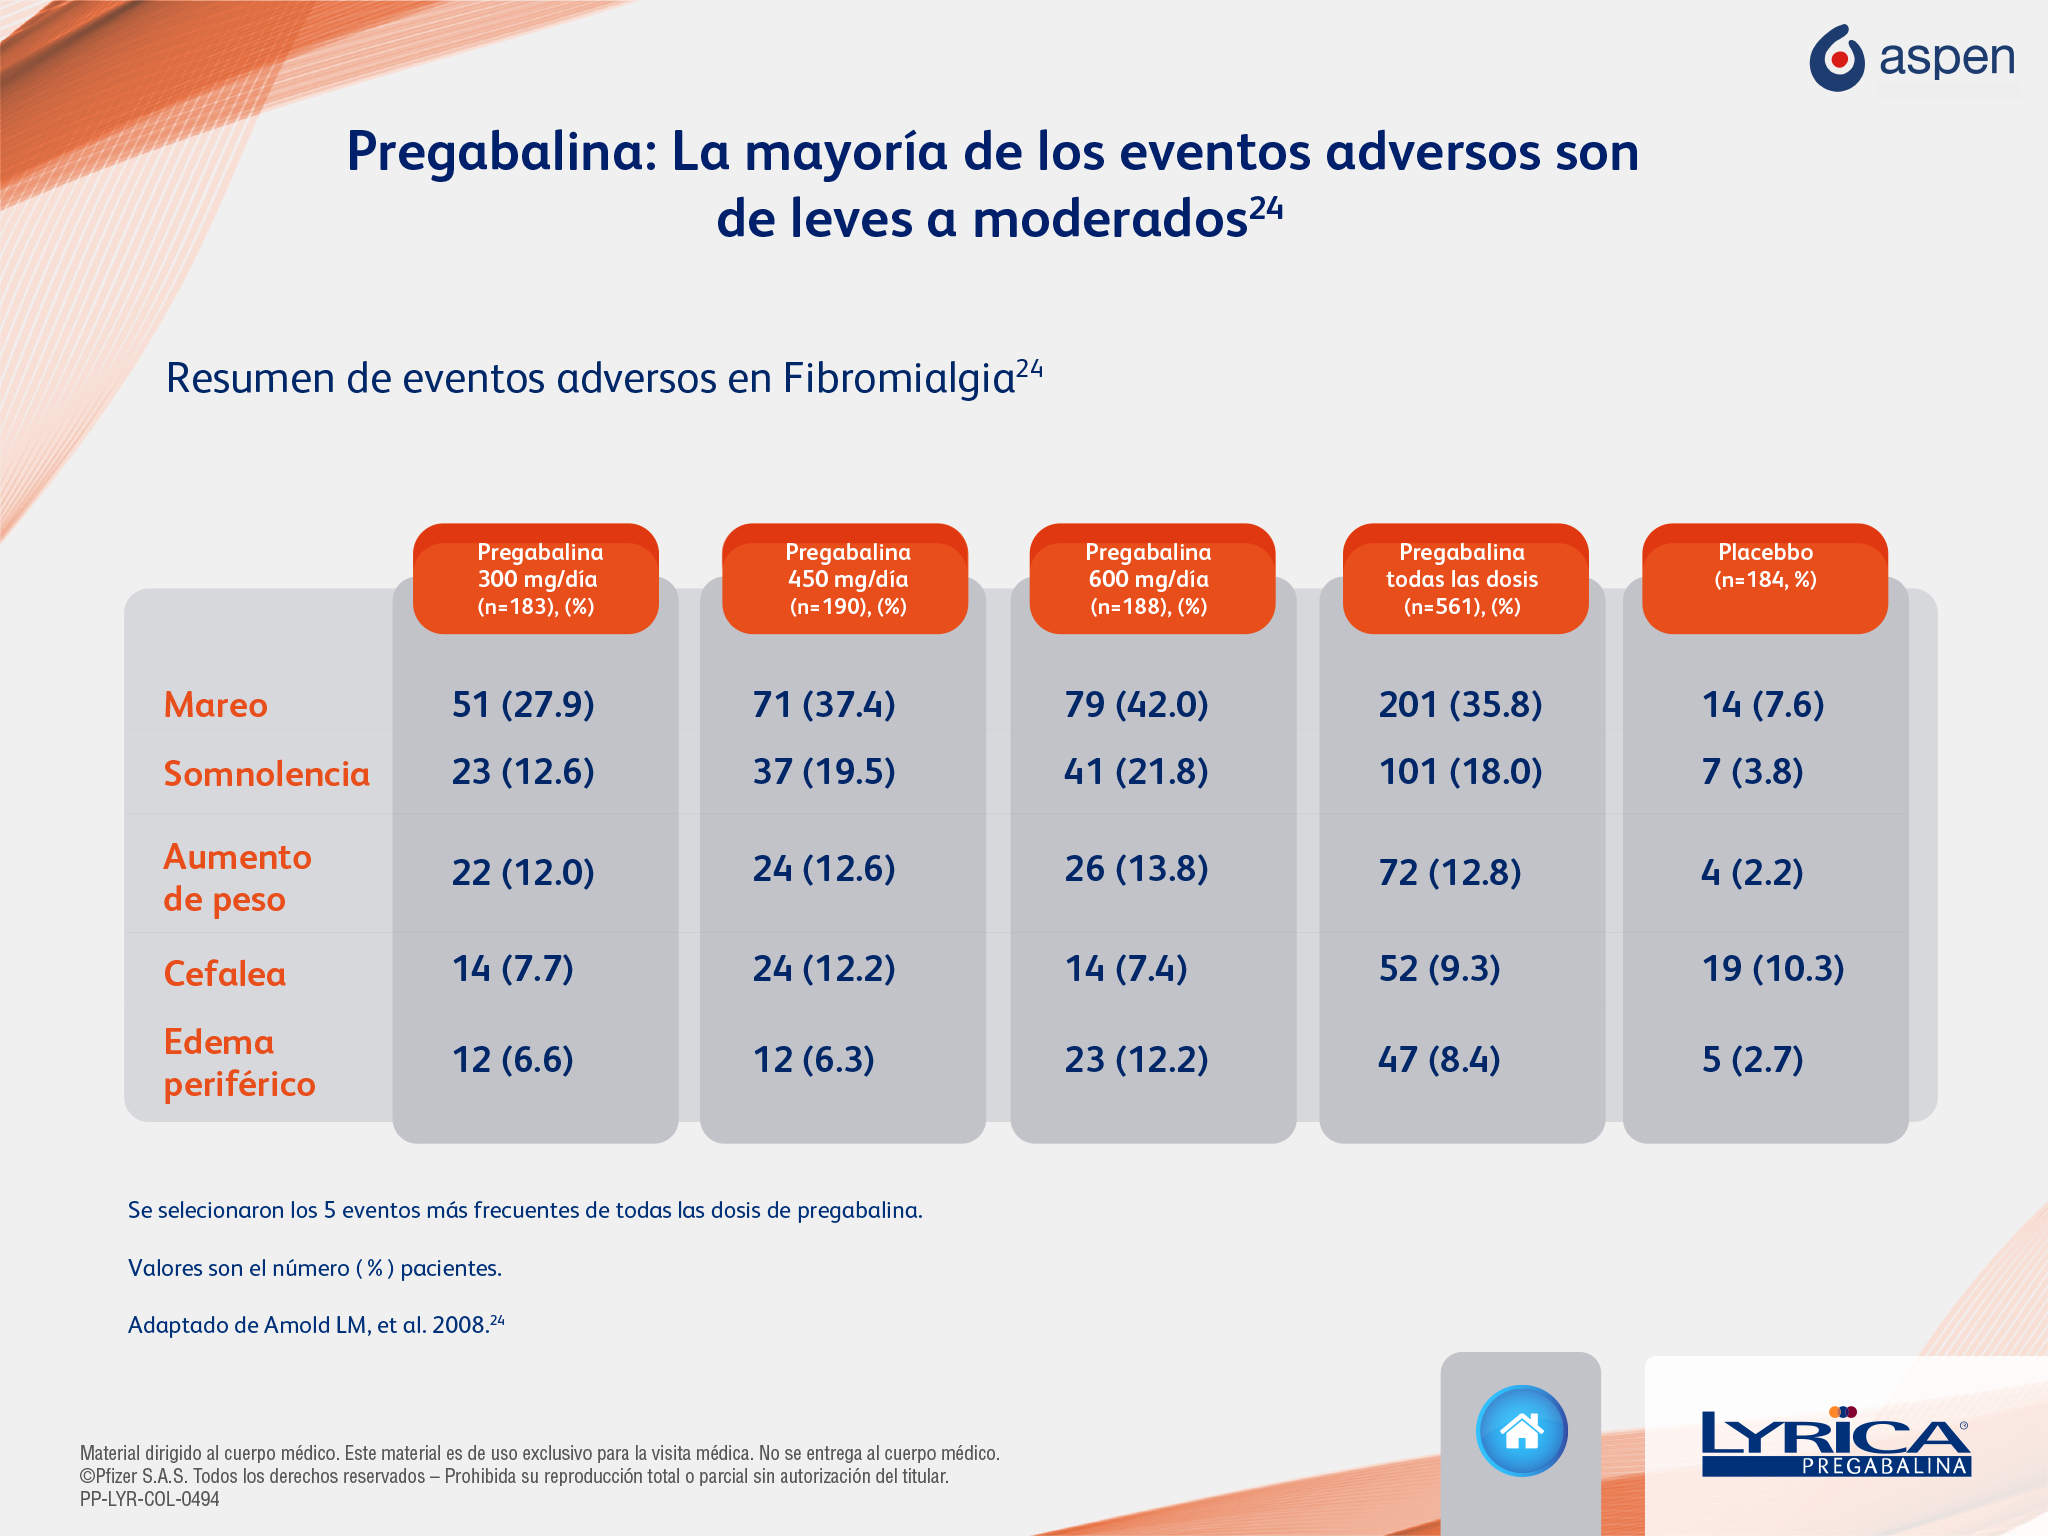 aspen
Pregabalina: La mayoría de los eventos adversos son
de leves a moderados24
Resumen de eventos adversos en Fibromialgia24
Pregabalina
300 mg/día
(n=183), (%)
Pregabalina
450 mg/día
(n=190), (%)
Pregabalina
600 mg/día
(n=188), (%)
Pregabalina
todas las dosis
(n=561), (%)
Placebbo
(n=184, %)
Mareo 51 (27.9) 71 (37.4) 79 (42.0) 201 (35.8) 14 (7.6)
Somnolencia 23 (12.6) 37 (19.5) 41 (21.8) 101 (18.0) 7 (3.8)
Aumento
de peso 22 (12.0) 24 (12.6) 26 (13.8) 72 (12.8) 4 (2.2)
Cefalea 14 (7.7) 24 (12.2) 14 (7.4) 52 (9.3) 19 (10.3)
Edema
periférico 12 (6.6) 12 (6.3) 23 (12.2) 47 (8.4) 5 (2.7)
Se selecionaron los 5 eventos más frecuentes de todas las dosis de pregabalina.
Valores son el número ( % ) pacientes.
Adaptado de Amold LM, et al. 2008.24
Material dirigido al cuerpo médico. Este material es de uso exclusivo para la visita médica. No se entrega al cuerpo médico.
©Pfizer S.A.S. Todos los derechos reservados – Prohibida su reproducción total o parcial sin autorización del titular.
PP-LYR-COL-0494
LYRICA®
PREGABALINA